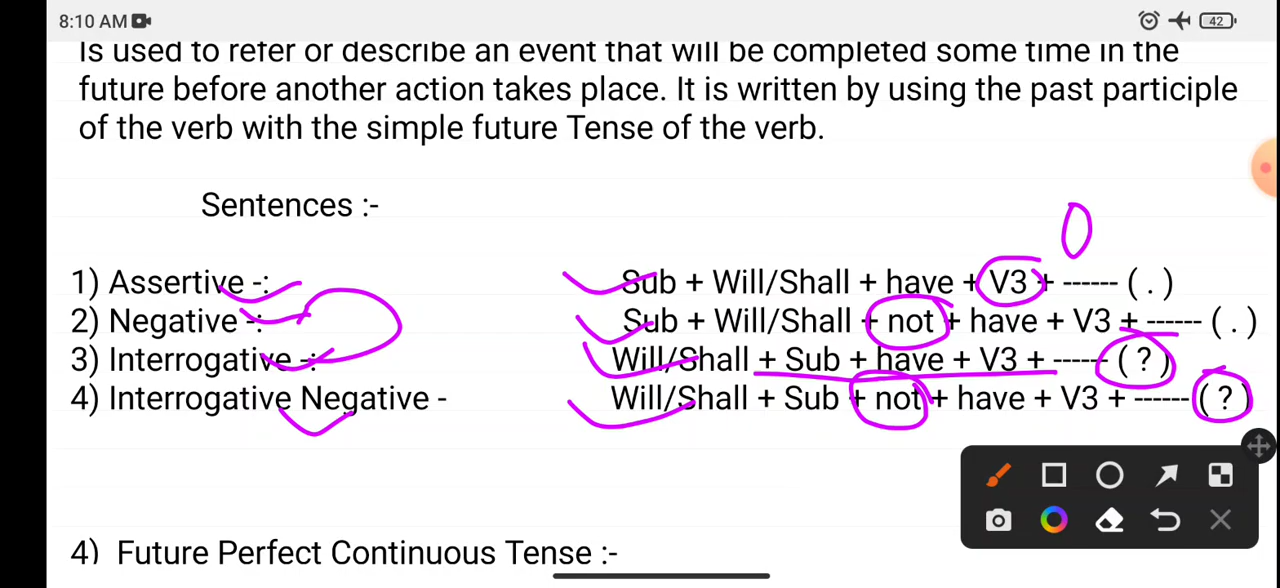 8:10 AM 42
Is used to refer or describe an event that will be completed some time in the
future before another action takes place. It is written by using the past participle
of the verb with the simple future Tense of the verb.
Sentences :-
1) Assertive -: Sub + Will/Shall + have + V3 + ------ ( . )
2) Negative -: Sub + Will/Shall + not + have + V3 + ------ ( . )
3) Interrogative -: Will/Shall + Sub + have + V3 + ------ ( ? )
4) Interrogative Negative - Will/Shall + Sub + not + have + V3 + ------ ( ? )
4) Future Perfect Continuous Tense :-